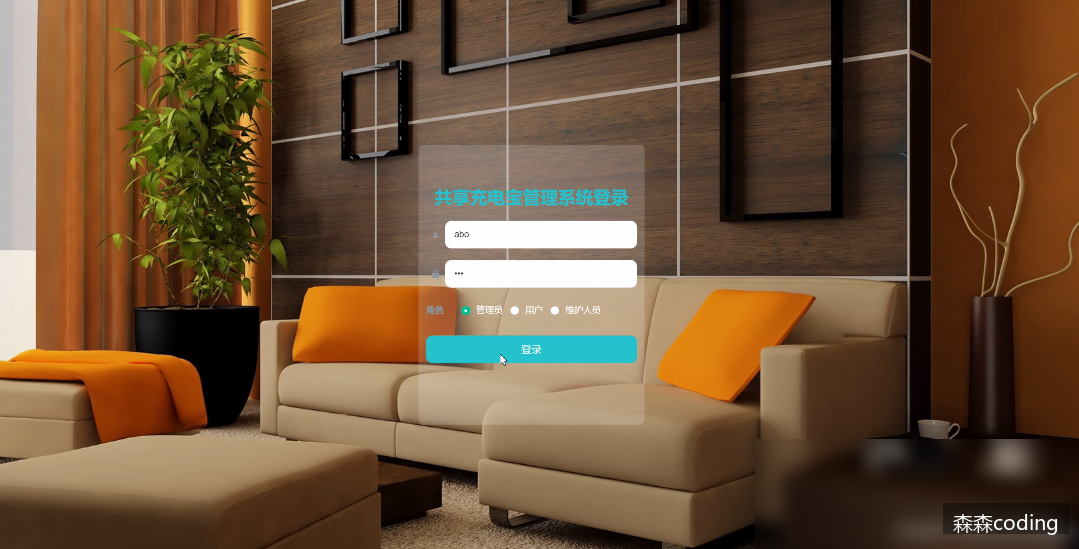 共享充电宝管理系统登录
abo
•••
角色 管理员 用户 维护人员
登录
森森coding